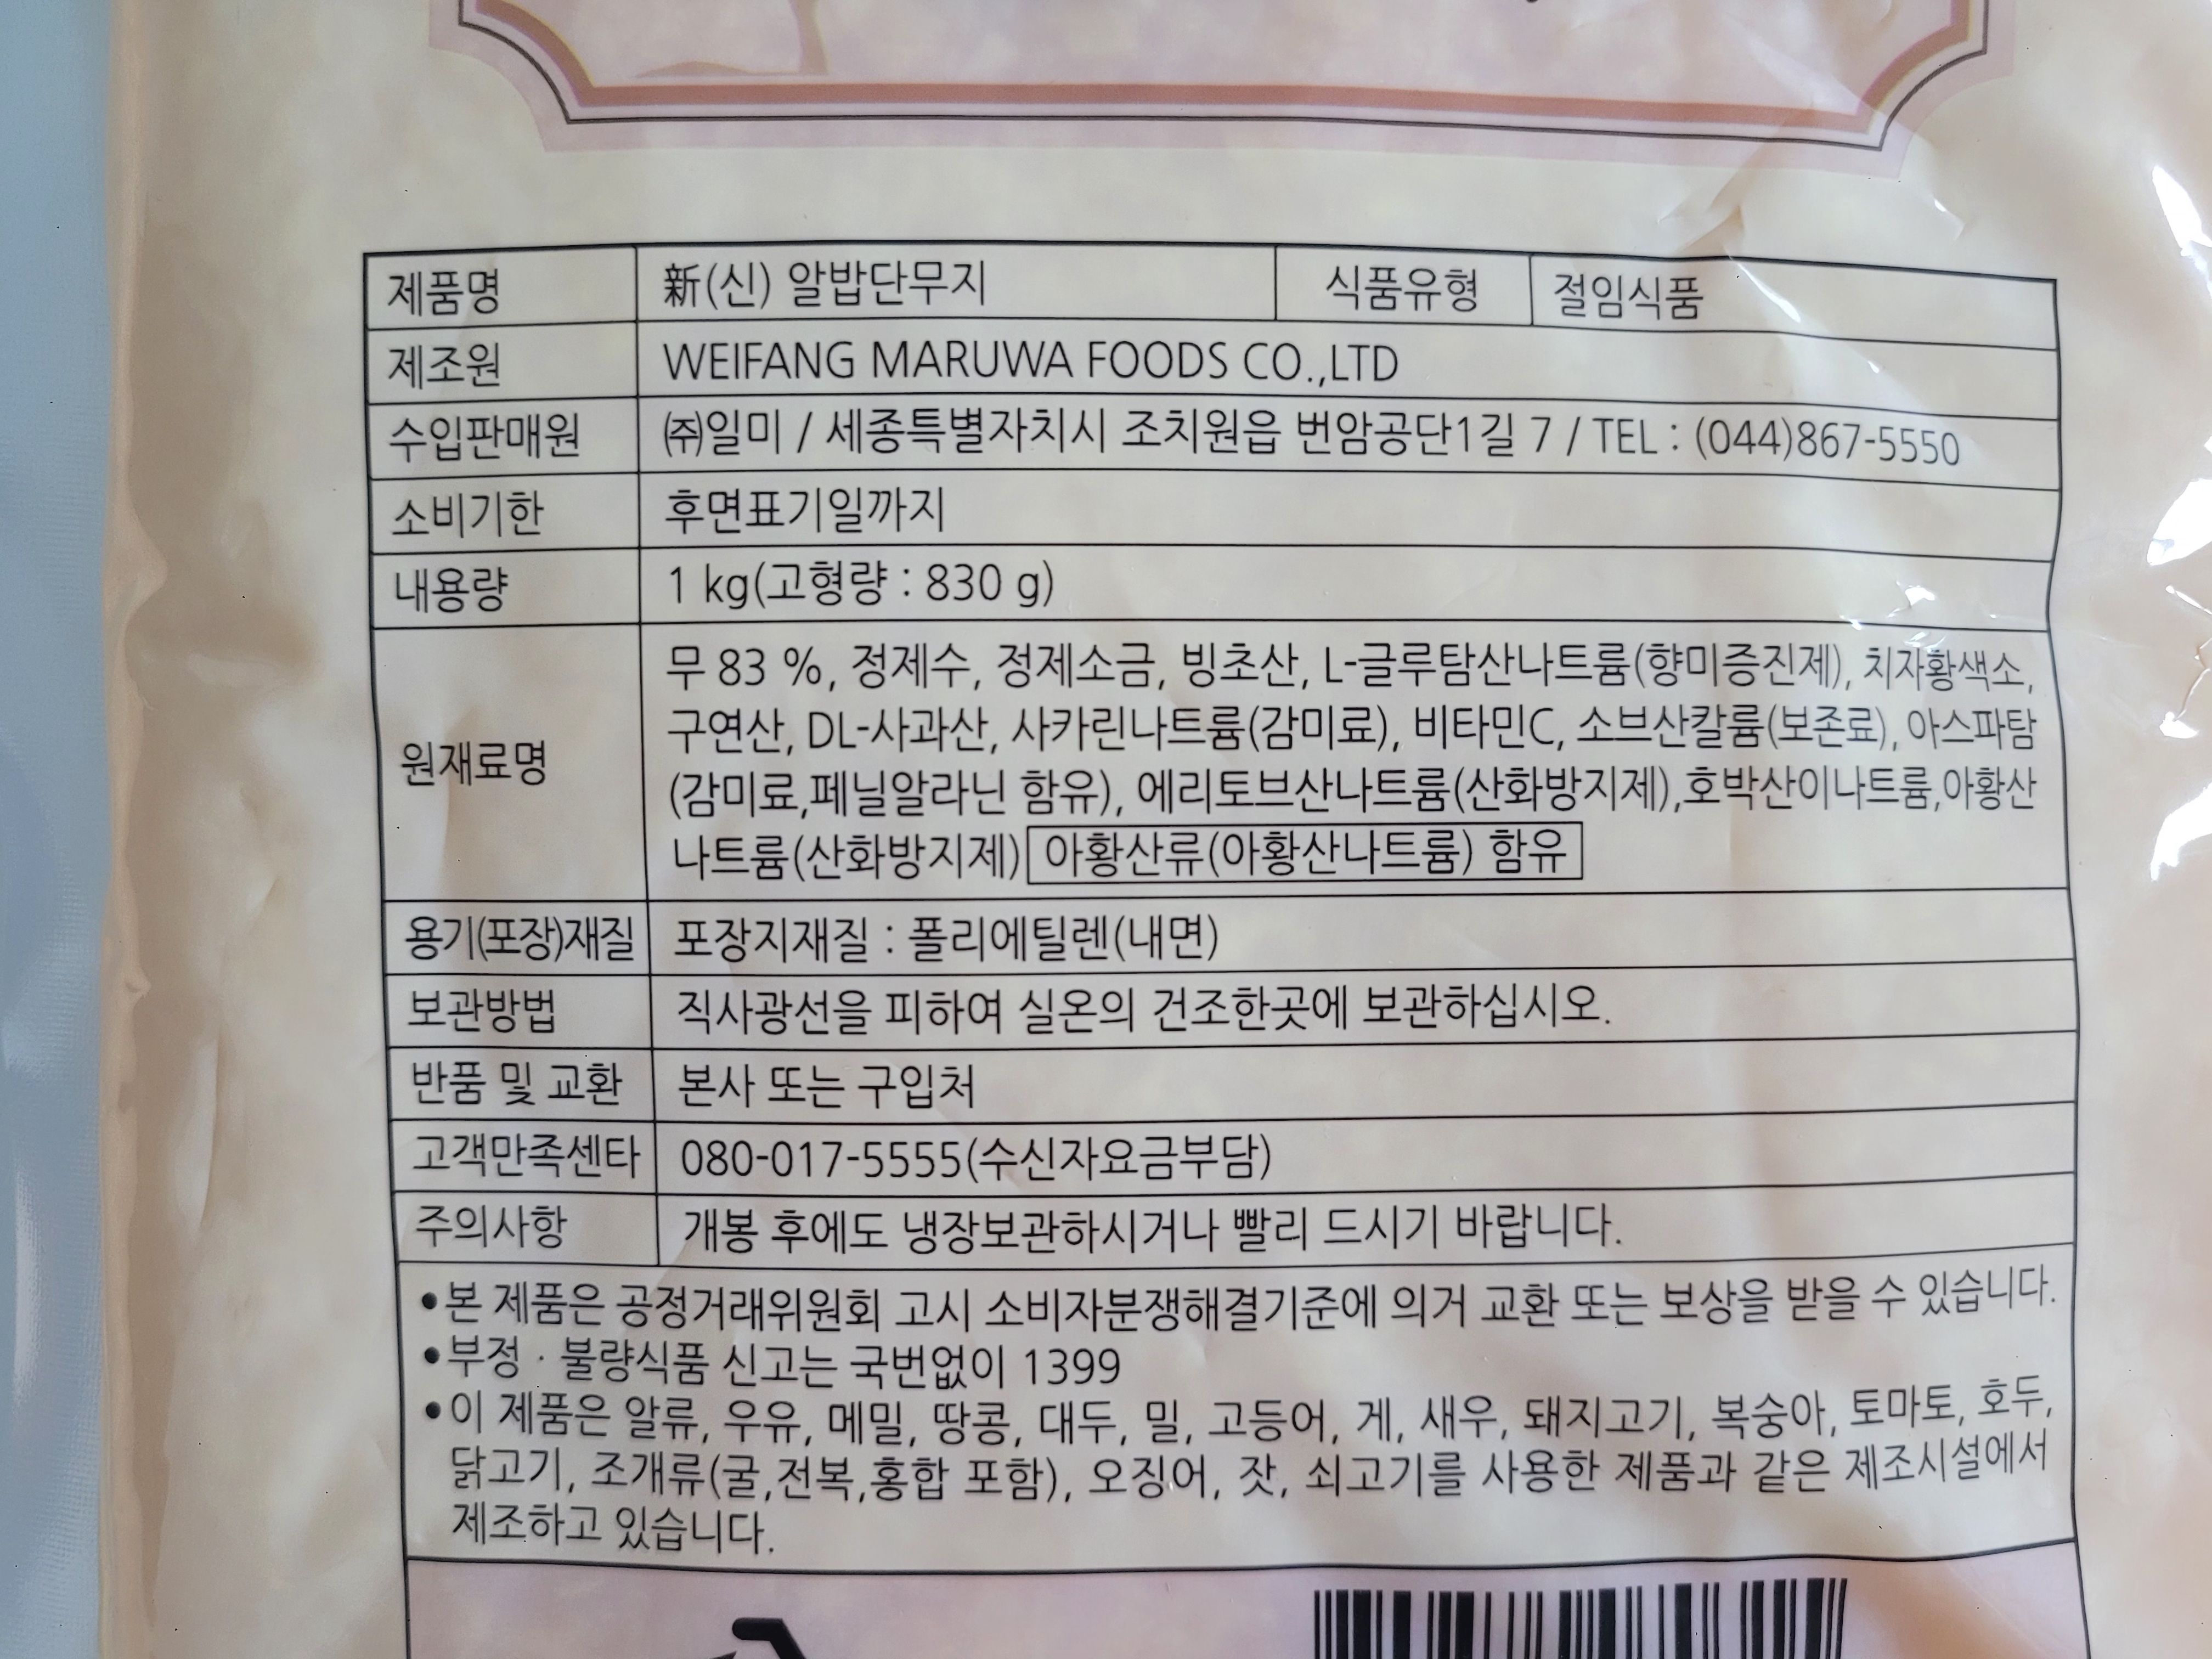 제품명 新(신) 알밥단무지 식품유형 절임식품
제조원 WEIFANG MARUWA FOODS CO.,LTD
수입판매원 ㈜일미 / 세종특별자치시 조치원읍 번암공단1길 7 / TEL : (044)867-5550
소비기한 후면표기일까지
내용량 1 kg(고형량 : 830 g)
원재료명 무 83 %, 정제수, 정제소금, 빙초산, L-글루탐산나트륨(향미증진제), 치자황색소,
구연산, DL-사과산, 사카린나트륨(감미료), 비타민C, 소브산칼륨(보존료), 아스파탐
(감미료,페닐알라닌 함유), 에리토브산나트륨(산화방지제),호박산이나트륨,아황산
나트륨(산화방지제) 아황산류(아황산나트륨) 함유
용기(포장)재질 포장지재질 : 폴리에틸렌(내면)
보관방법 직사광선을 피하여 실온의 건조한곳에 보관하십시오.
반품 및 교환 본사 또는 구입처
고객만족센타 080-017-5555(수신자요금부담)
주의사항 개봉 후에도 냉장보관하시거나 빨리 드시기 바랍니다.
•본 제품은 공정거래위원회 고시 소비자분쟁해결기준에 의거 교환 또는 보상을 받을 수 있습니다.
•부정 · 불량식품 신고는 국번없이 1399
•이 제품은 알류, 우유, 메밀, 땅콩, 대두, 밀, 고등어, 게, 새우, 돼지고기, 복숭아, 토마토, 호두,
닭고기, 조개류(굴,전복,홍합 포함), 오징어, 잣, 쇠고기를 사용한 제품과 같은 제조시설에서
제조하고 있습니다.